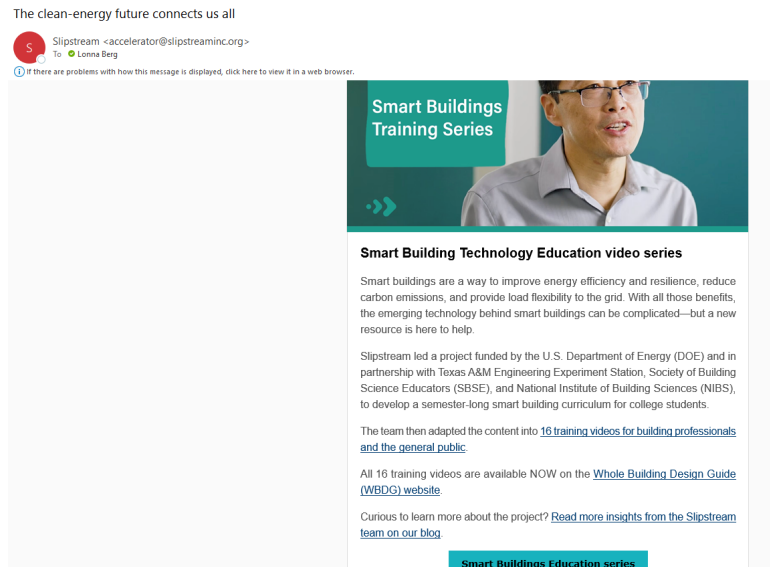 The clean-energy future connects us all
S
Slipstream <accelerator@slipstreaminc.org>
To Lonna Berg
If there are problems with how this message is displayed, click here to view it in a web browser.
Smart Buildings
Training Series
Smart Building Technology Education video series
Smart buildings are a way to improve energy efficiency and resilience, reduce
carbon emissions, and provide load flexibility to the grid. With all those benefits,
the emerging technology behind smart buildings can be complicated—but a new
resource is here to help.
Slipstream led a project funded by the U.S. Department of Energy (DOE) and in
partnership with Texas A&M Engineering Experiment Station, Society of Building
Science Educators (SBSE), and National Institute of Building Sciences (NIBS),
to develop a semester-long smart building curriculum for college students.
The team then adapted the content into 16 training videos for building professionals
and the general public.
All 16 training videos are available NOW on the Whole Building Design Guide
(WBDG) website.
Curious to learn more about the project? Read more insights from the Slipstream
team on our blog.
Smart Buildings Education series